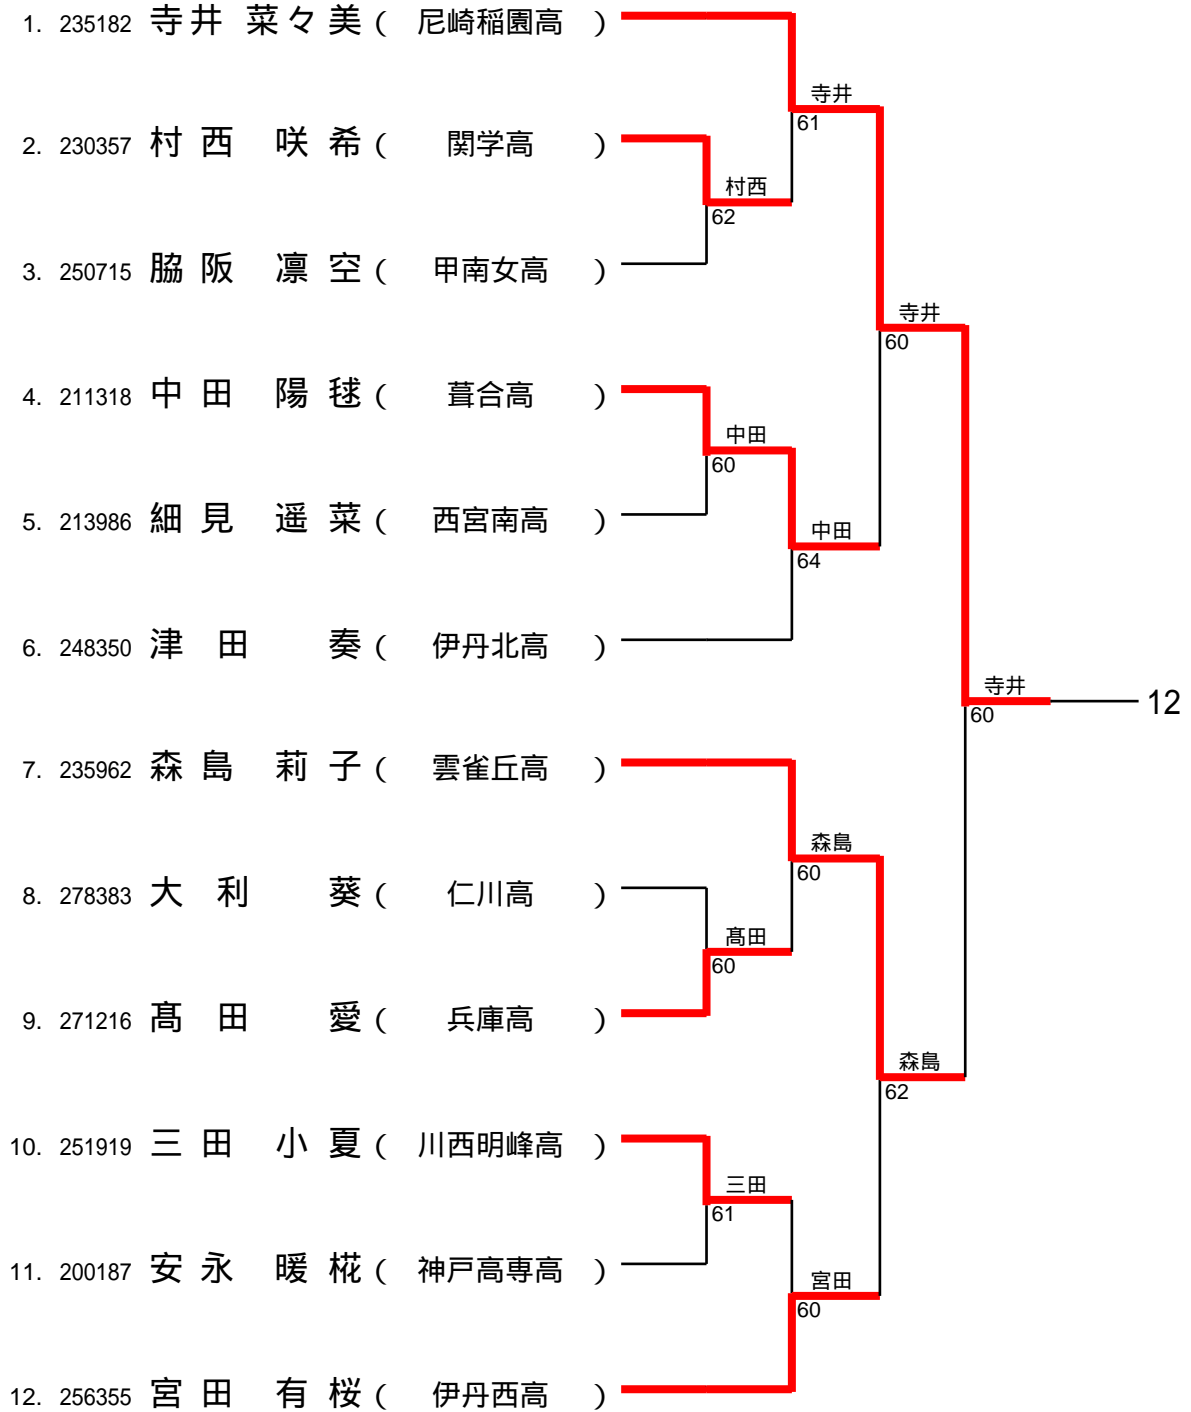 1. 235182 寺井 菜々美 ( 尼崎稲園高 )
寺井
61
2. 230357 村西 咲希 ( 関学高 )
村西
62
3. 250715 脇阪 凛空 ( 甲南女高 )
寺井
60
4. 211318 中田 陽毬 ( 葺合高 )
中田
60
5. 213986 細見 遥菜 ( 西宮南高 )
中田
64
6. 248350 津田 奏 ( 伊丹北高 )
寺井
60
12
7. 235962 森島 莉子 ( 雲雀丘高 )
森島
60
8. 278383 大利 葵 ( 仁川高 )
髙田
60
9. 271216 髙田 愛 ( 兵庫高 )
森島
62
10. 251919 三田 小夏 ( 川西明峰高 )
三田
61
11. 200187 安永 暖椛 ( 神戸高専高 )
宮田
60
12. 256355 宮田 有桜 ( 伊丹西高 )